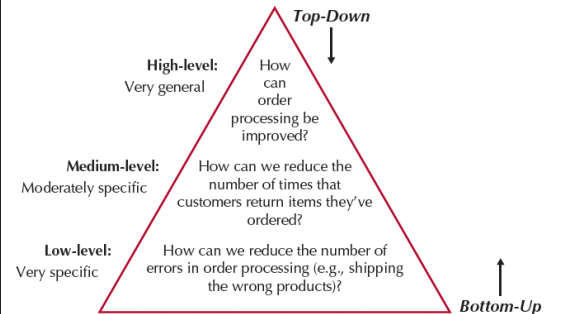 Top-Down
High-level:
Very general
How
can
order
processing be
improved?
Medium-level:
Moderately specific
How can we reduce the
number of times that
customers return items they've
ordered?
Low-level:
Very specific
How can we reduce the number of
errors in order processing (e.g., shipping
the wrong products)?
Bottom-Up